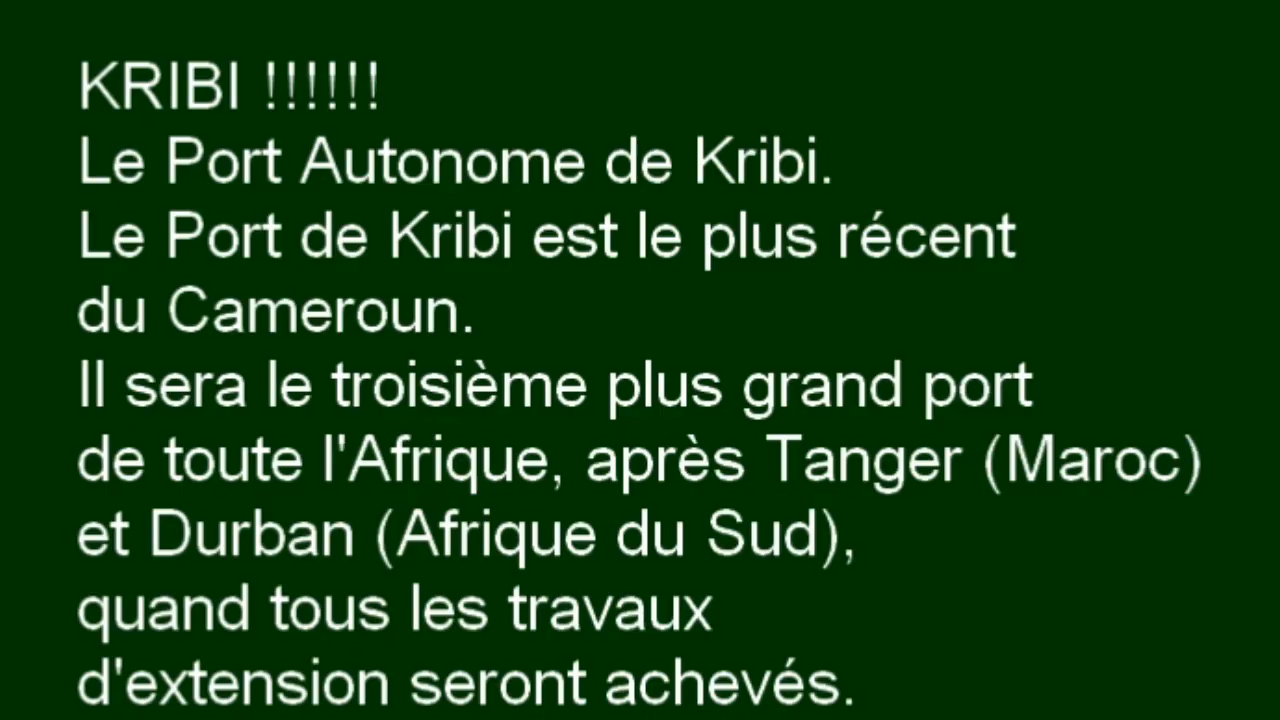 KRIBI !!!!!!
Le Port Autonome de Kribi.
Le Port de Kribi est le plus récent
du Cameroun.
Il sera le troisième plus grand port
de toute l'Afrique, après Tanger (Maroc)
et Durban (Afrique du Sud),
quand tous les travaux
d'extension seront achevés.